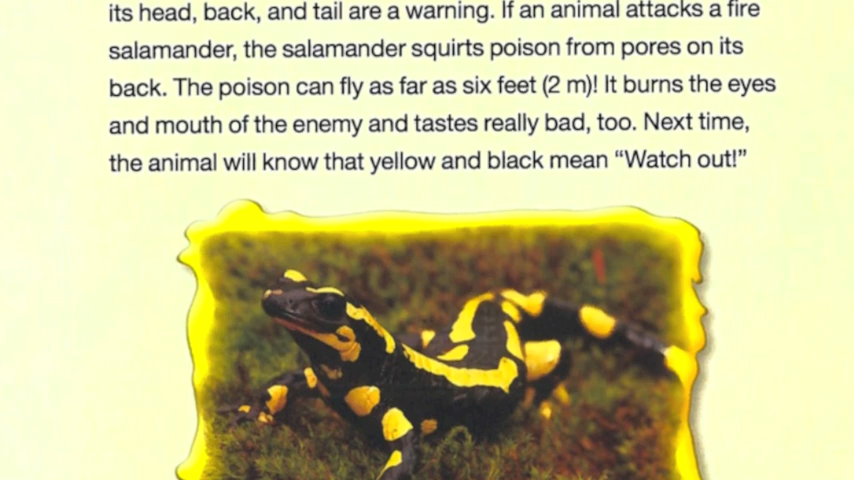 its head, back, and tail are a warning. If an animal attacks a fire
salamander, the salamander squirts poison from pores on its
back. The poison can fly as far as six feet (2 m)! It burns the eyes
and mouth of the enemy and tastes really bad, too. Next time,
the animal will know that yellow and black mean “Watch out!”